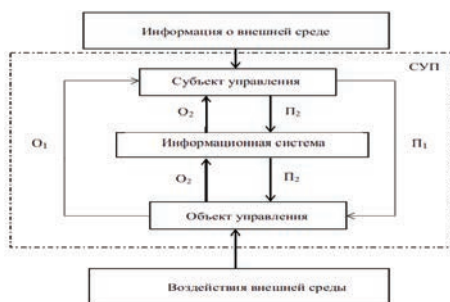 Информация о внешней среде
СУП
Субъект управления
О₂ П₂
О₁ Информационная система П₁
О₂ П₂
Объект управления
Воздействия внешней среды